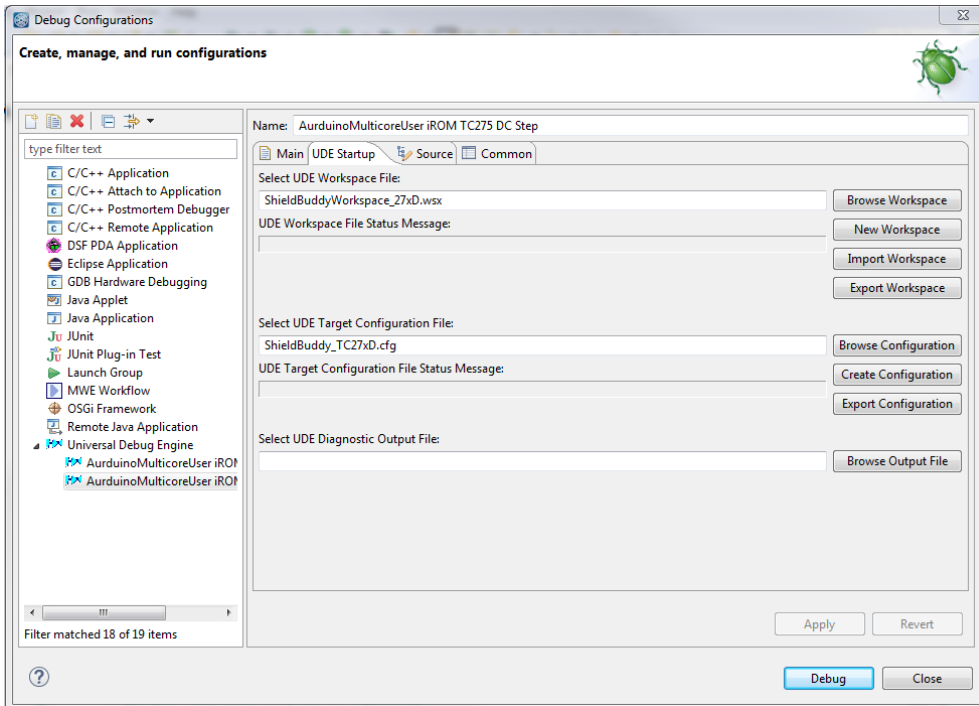 Debug Configurations
Create, manage, and run configurations
type filter text
C/C++ Application
C/C++ Attach to Application
C/C++ Postmortem Debugger
C/C++ Remote Application
DSF PDA Application
Eclipse Application
GDB Hardware Debugging
Java Applet
Java Application
JUnit
JUnit Plug-in Test
Launch Group
MWE Workflow
OSGi Framework
Remote Java Application
Universal Debug Engine
AurduinoMulticoreUser iROM
AurduinoMulticoreUser iROM
Filter matched 18 of 19 items
Name: AurduinoMulticoreUser iROM TC275 DC Step
Main UDE Startup Source Common
Select UDE Workspace File:
ShieldBuddyWorkspace_27xD.wsx Browse Workspace
UDE Workspace File Status Message:
New Workspace
Import Workspace
Export Workspace
Select UDE Target Configuration File:
ShieldBuddy_TC27xD.cfg Browse Configuration
UDE Target Configuration File Status Message:
Create Configuration
Export Configuration
Select UDE Diagnostic Output File:
Browse Output File
Apply Revert
Debug Close